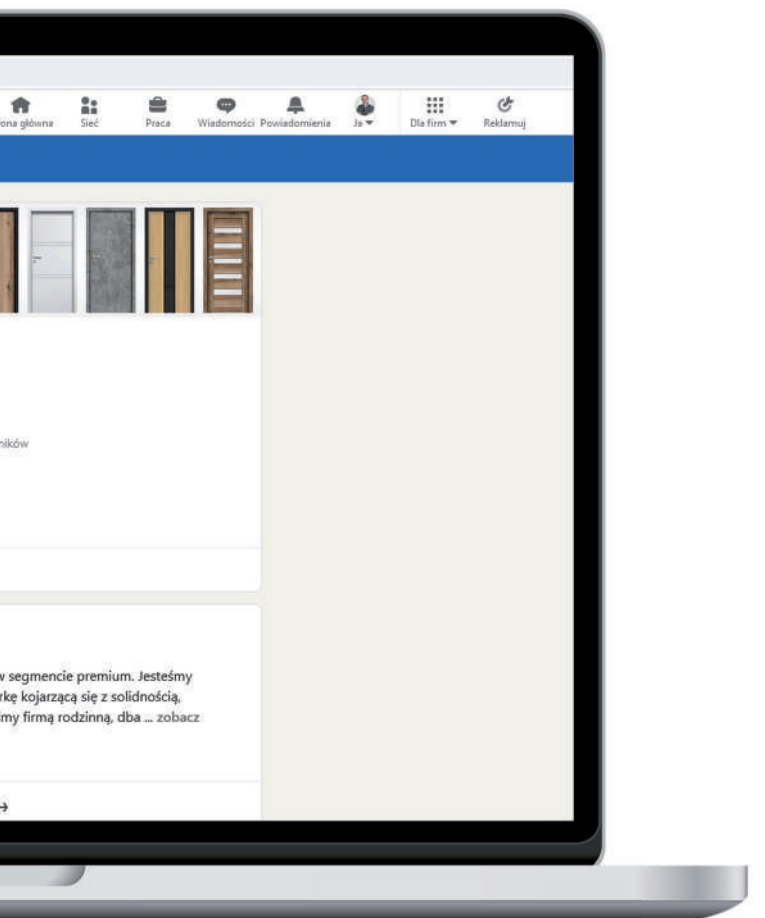 ona główna Sieć Praca Wiadomości Powiadomienia Ja Dla firm Reklamuj
ników
w segmencie premium. Jesteśmy
rkę kojarzącą się z solidnością,
imy firmą rodzinną, dba ... zobacz